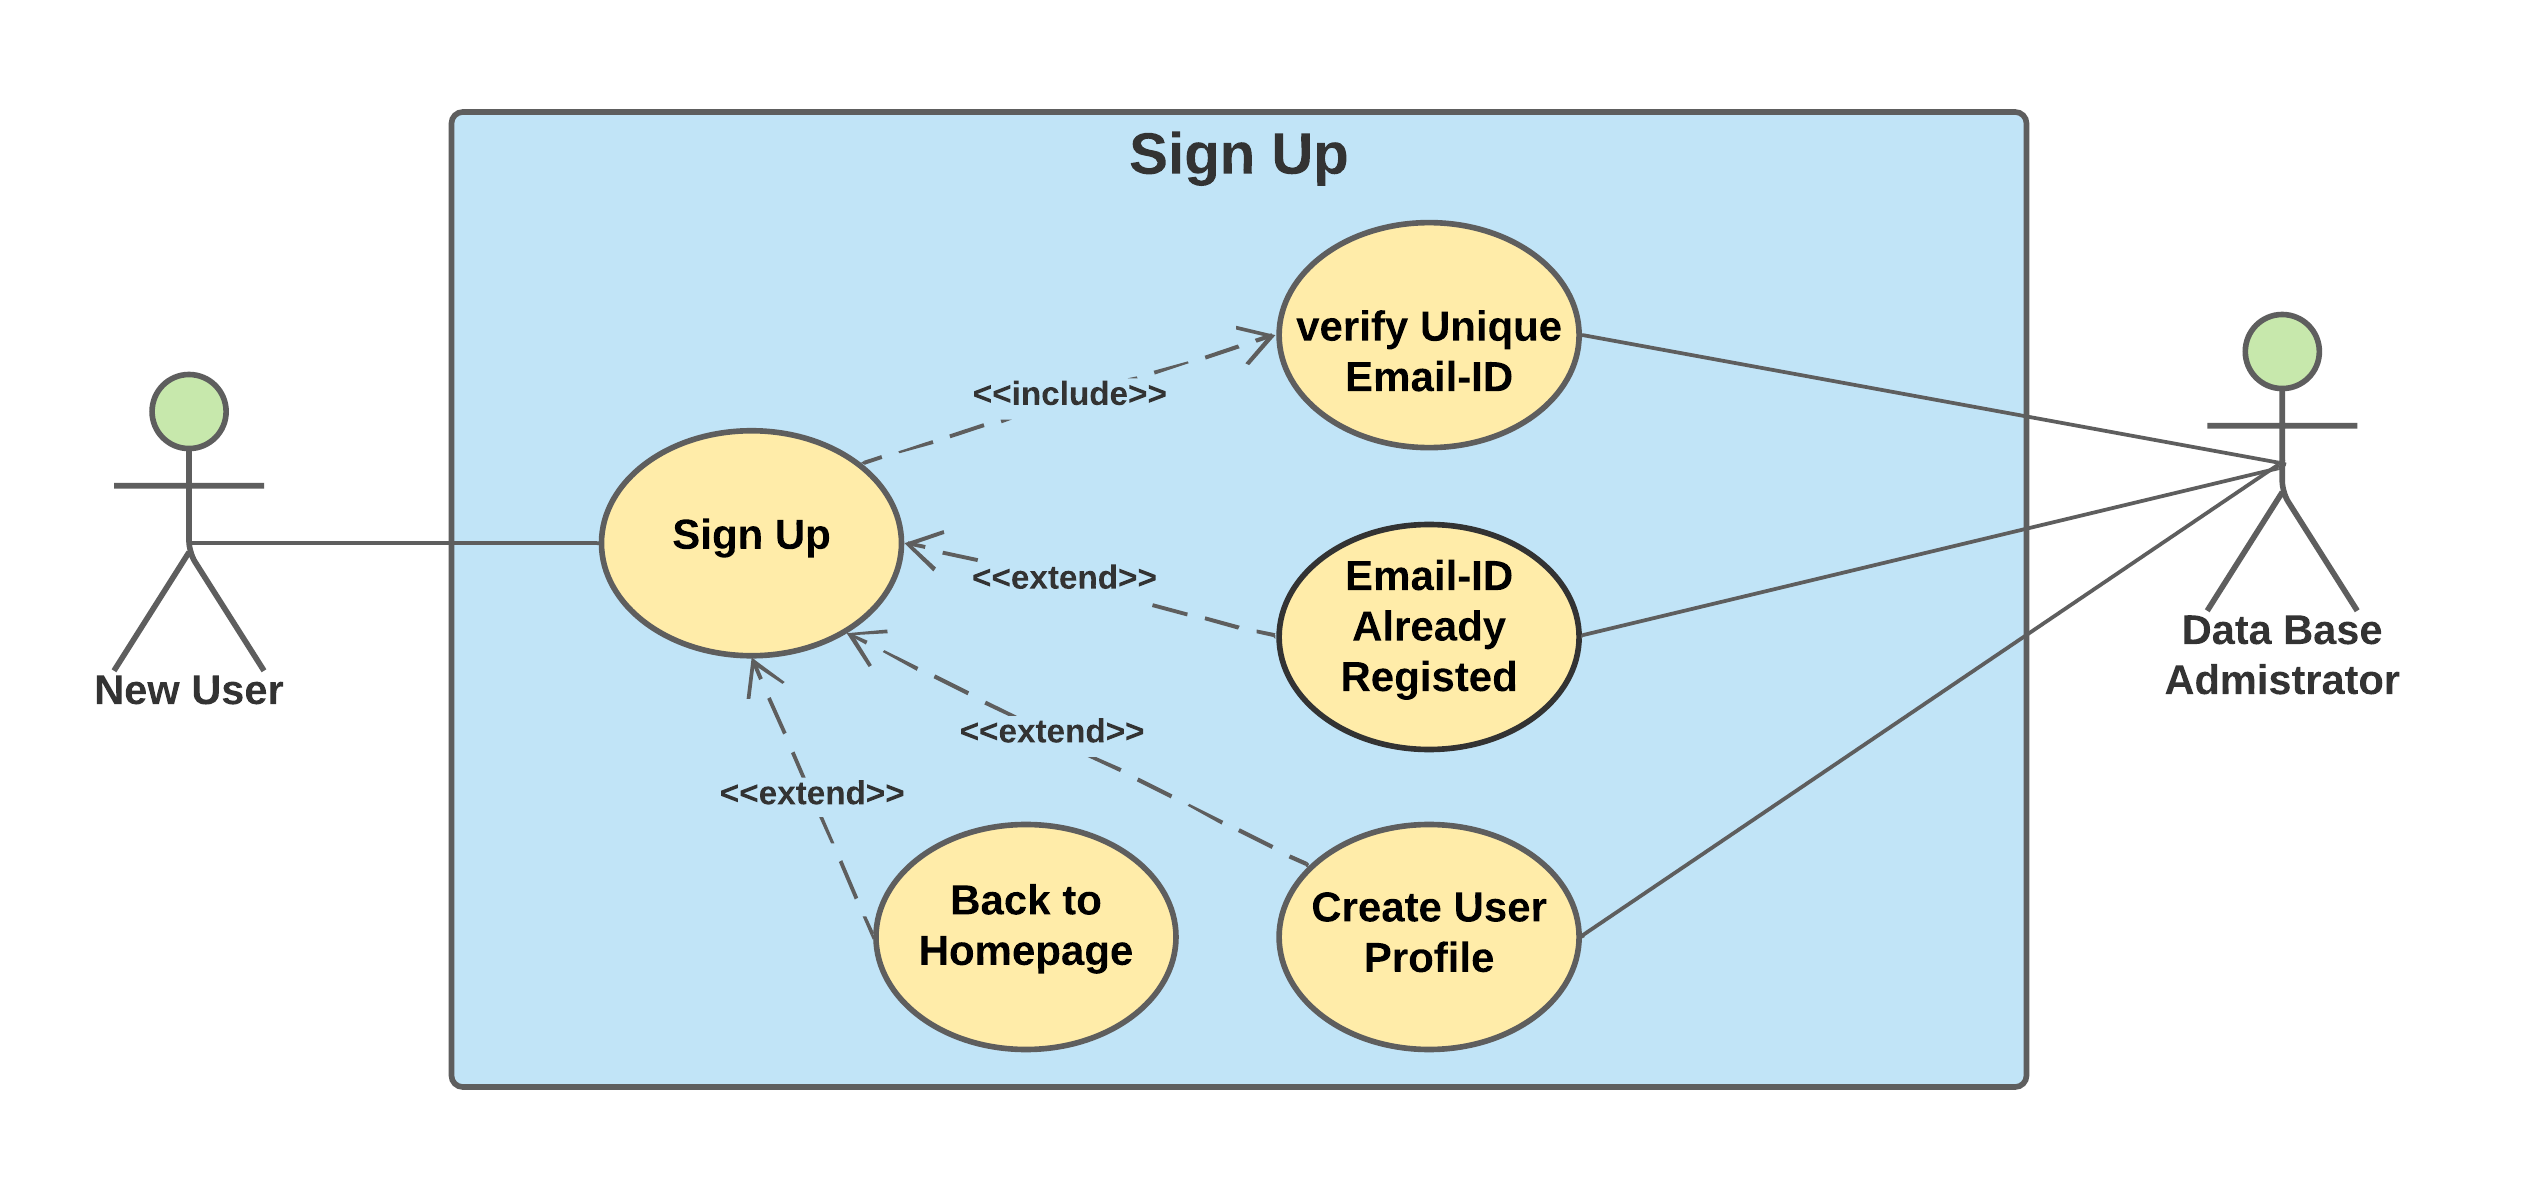 Sign Up
verify Unique
Email-ID
<<include>>
Sign Up
<<extend>>
Email-ID
Already
Registed
Data Base
Admistrator
New User
<<extend>>
<<extend>>
Back to
Homepage
Create User
Profile